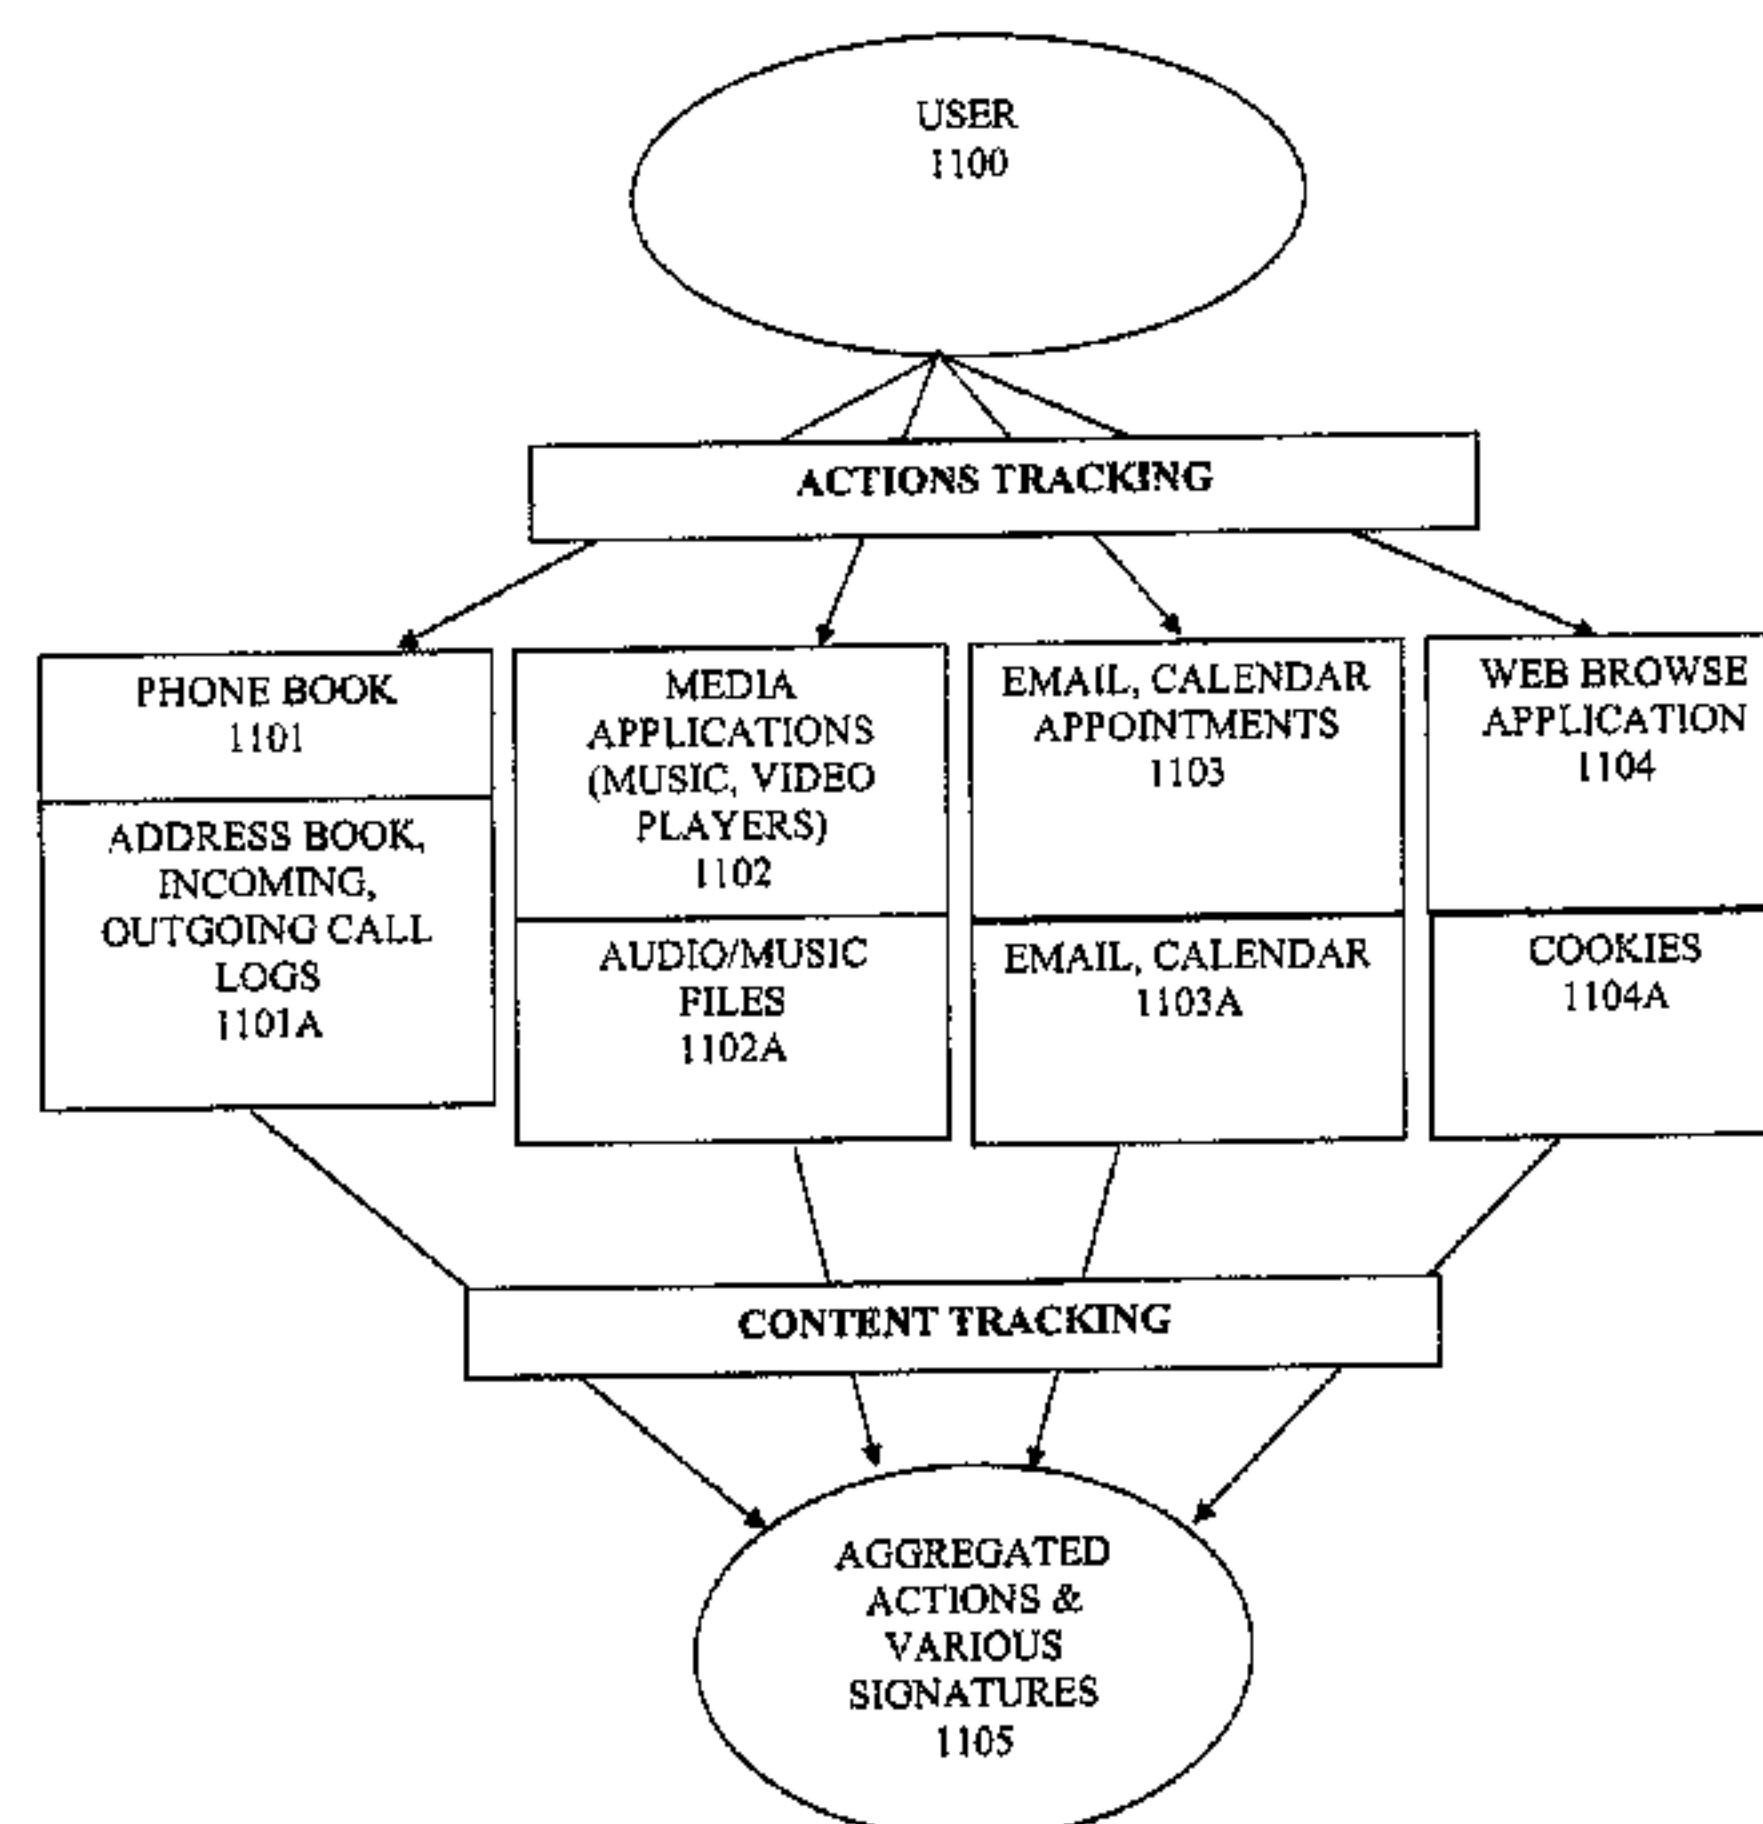 USER
1100
ACTIONS TRACKING
PHONE BOOK
1101
ADDRESS BOOK,
INCOMING,
OUTGOING CALL
LOGS
1101A
MEDIA
APPLICATIONS
(MUSIC, VIDEO
PLAYERS)
1102
AUDIO/MUSIC
FILES
1102A
EMAIL, CALENDAR
APPOINTMENTS
1103
EMAIL, CALENDAR
1103A
WEB BROWSE
APPLICATION
1104
COOKIES
1104A
CONTENT TRACKING
AGGREGATED
ACTIONS &
VARIOUS
SIGNATURES
1105